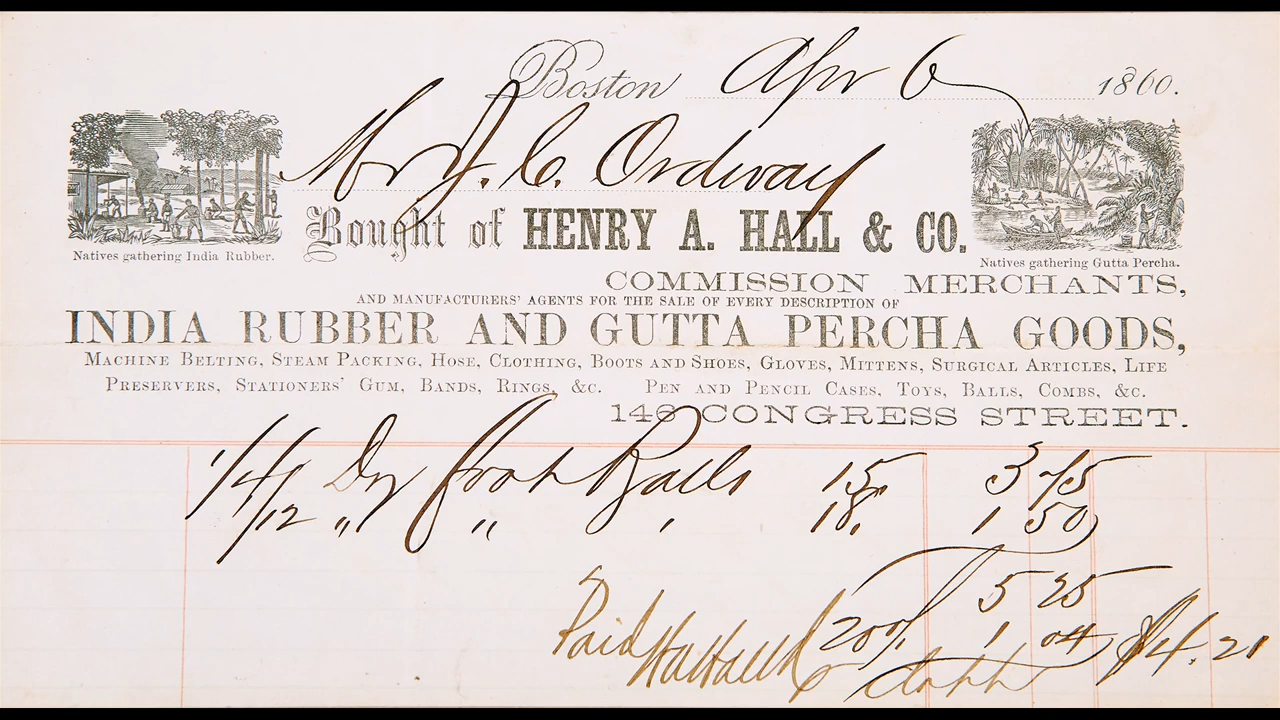 Boston Apr 6 1860.
Mr J. C. Ordway
Bought of HENRY A. HALL & CO.
Natives gathering India Rubber.
Natives gathering Gutta Percha.
COMMISSION MERCHANTS,
AND MANUFACTURERS' AGENTS FOR THE SALE OF EVERY DESCRIPTION OF
INDIA RUBBER AND GUTTA PERCHA GOODS,
MACHINE BELTING, STEAM PACKING, HOSE, CLOTHING, BOOTS AND SHOES, GLOVES, MITTENS, SURGICAL ARTICLES, LIFE
PRESERVERS, STATIONERS' GUM, BANDS, RINGS, &c. PEN AND PENCIL CASES, TOYS, BALLS, COMBS, &c.
146 CONGRESS STREET.
1/4 Dz Foot Balls 15. 3 75
1/12 " " " 18. 1 50
5 25
20% 1 04 $4.21
Paid